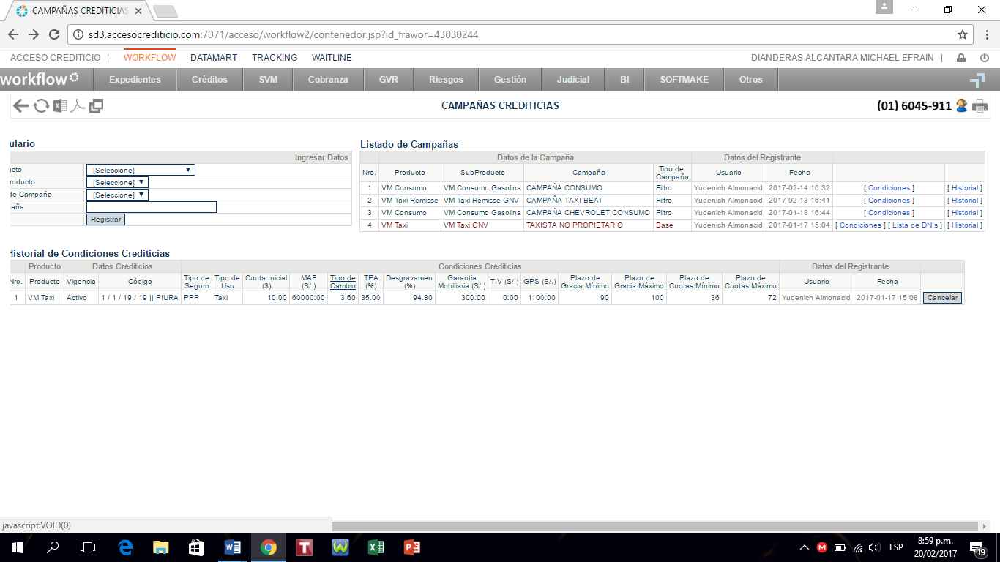 CAMPAÑAS CREDITICIAS
sd3.accesocrediticio.com:7071/acceso/workflow2/contenedor.jsp?id_frawor=43030244
ACCESO CREDITICIO | WORKFLOW DATAMART TRACKING WAITLINE DIANDERAS ALCANTARA MICHAEL EFRAIN |
workflow Expedientes Créditos SVM Cobranza GVR Riesgos Gestión Judicial BI SOFTMAKE Otros
CAMPAÑAS CREDITICIAS (01) 6045-911
ulario
Ingresar Datos
cto [Seleccione]
roducto [Seleccione]
de Campaña [Seleccione]
aña
Registrar
Listado de Campañas
Datos de la Campaña Datos del Registrante
Nro. Producto SubProducto Campaña Tipo de Campaña Usuario Fecha
1 VM Consumo VM Consumo Gasolina CAMPAÑA CONSUMO Filtro Yudenich Almonacid 2017-02-14 16:32 [ Condiciones ] [ Historial ]
2 VM Taxi Remisse VM Taxi Remisse GNV CAMPAÑA TAXI BEAT Filtro Yudenich Almonacid 2017-02-13 16:41 [ Condiciones ] [ Historial ]
3 VM Consumo VM Consumo Gasolina CAMPAÑA CHEVROLET CONSUMO Filtro Yudenich Almonacid 2017-01-18 16:44 [ Condiciones ] [ Historial ]
4 VM Taxi VM Taxi GNV TAXISTA NO PROPIETARIO Base Yudenich Almonacid 2017-01-17 15:04 [ Condiciones ] [ Lista de DNIs ] [ Historial ]
Historial de Condiciones Crediticias
Producto Datos Crediticios Condiciones Crediticias Datos del Registrante
Nro. Producto Vigencia Código Tipo de Seguro Tipo de Uso Cuota Inicial ($) MAF (S/.) Tipo de Cambio TEA (%) Desgravamen (%) Garantia Mobiliaria (S/.) TIV (S/.) GPS (S/.) Plazo de Gracia Mínimo Plazo de Gracia Máximo Plazo de Cuotas Mínimo Plazo de Cuotas Máximo Usuario Fecha
1 VM Taxi Activo 1 / 1 / 19 / 19 || PIURA PPP Taxi 10.00 60000.00 3.60 35.00 94.80 300.00 0.00 1100.00 90 100 36 72 Yudenich Almonacid 2017-01-17 15:08 Cancelar
javascript:VOID(0)
ESP
8:59 p.m.
20/02/2017
19